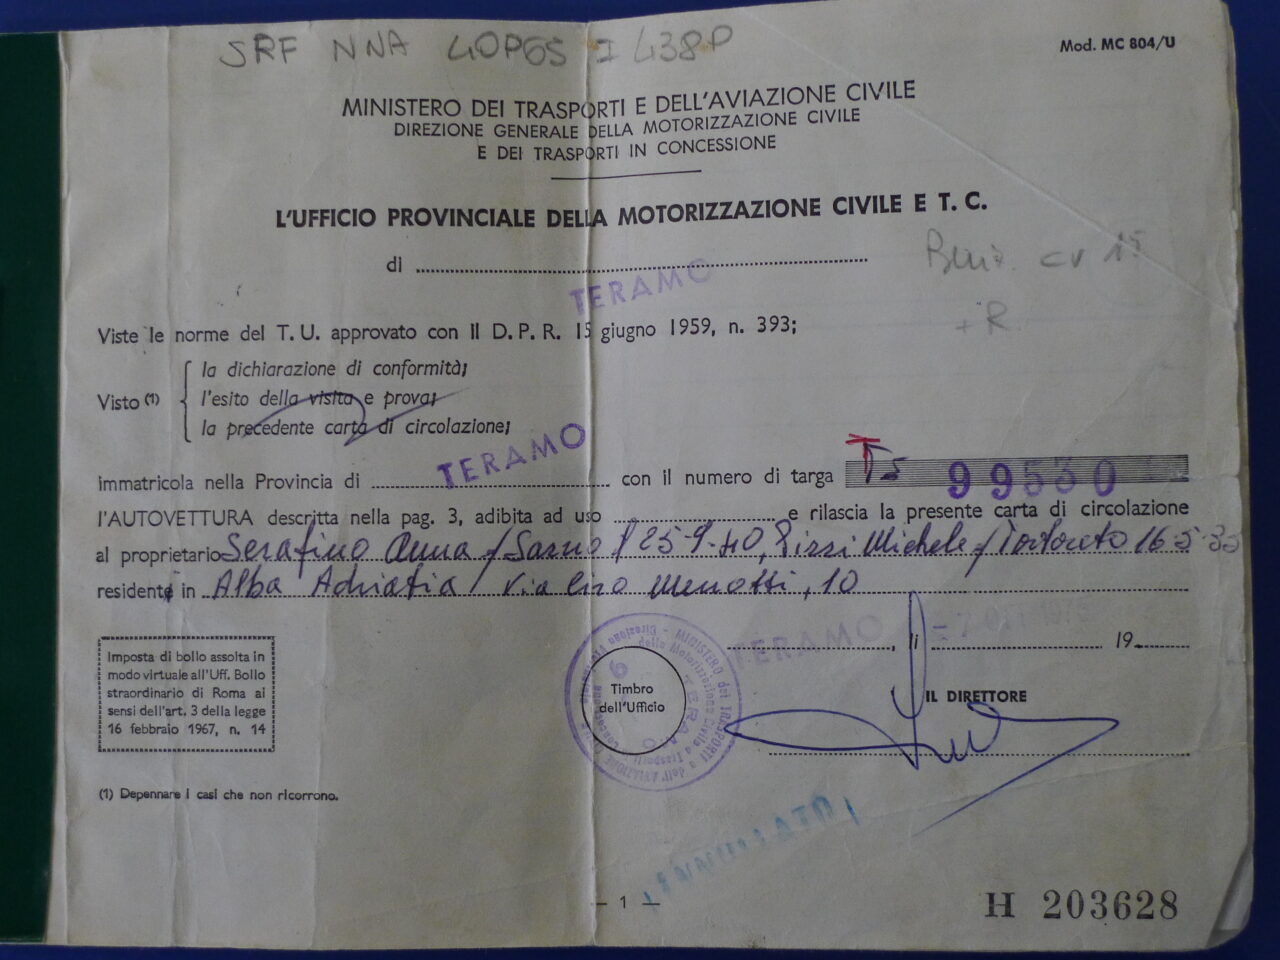 SRF NNA 40P65 I 438P
Mod. MC 804/U
MINISTERO DEI TRASPORTI E DELL'AVIAZIONE CIVILE
DIREZIONE GENERALE DELLA MOTORIZZAZIONE CIVILE
E DEI TRASPORTI IN CONCESSIONE
L'UFFICIO PROVINCIALE DELLA MOTORIZZAZIONE CIVILE E T. C.
di
TERAMO
cv 15
+ R
Viste le norme del T. U. approvato con il D. P. R. 15 giugno 1959, n. 393;
Visto (1)
la dichiarazione di conformità;
l'esito della visita e prova;
la precedente carta di circolazione;
immatricola nella Provincia di TERAMO con il numero di targa TE 99530
l'AUTOVETTURA descritta nella pag. 3, adibita ad uso e rilascia la presente carta di circolazione
al proprietario Serafino Anna / Sasso 25-9-40, Michele / Tortoreto 16-5-
residente in Alba Adriatia / Via Ciro Menotti, 10
TERAMO, li 19
Timbro
dell'Ufficio
IL DIRETTORE
Imposta di bollo assolta in
modo virtuale all'Uff. Bollo
straordinario di Roma ai
sensi dell'art. 3 della legge
16 febbraio 1967, n. 14
(1) Depennare i casi che non ricorrono.
ANNULLATO
— 1 —
H 203628